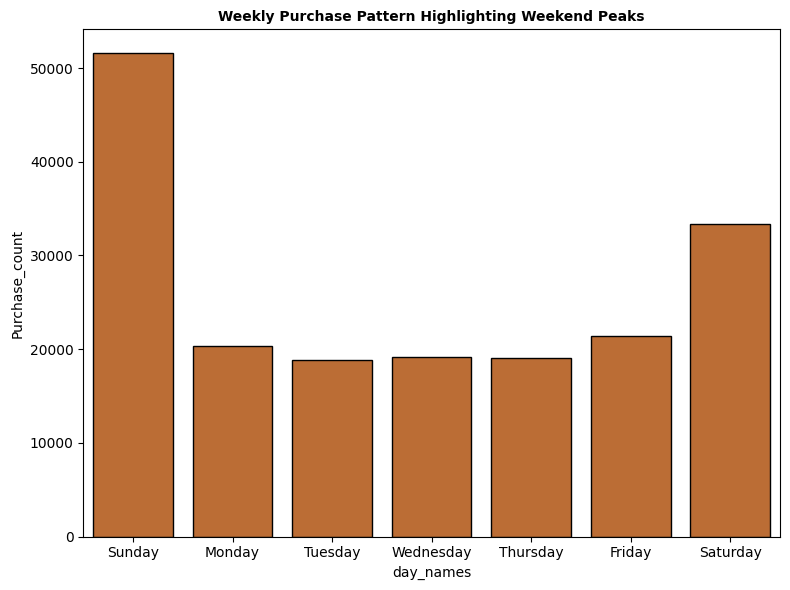 Weekly Purchase Pattern Highlighting Weekend Peaks
Purchase_count
50000
40000
30000
20000
10000
0
Sunday Monday Tuesday Wednesday Thursday Friday Saturday
day_names